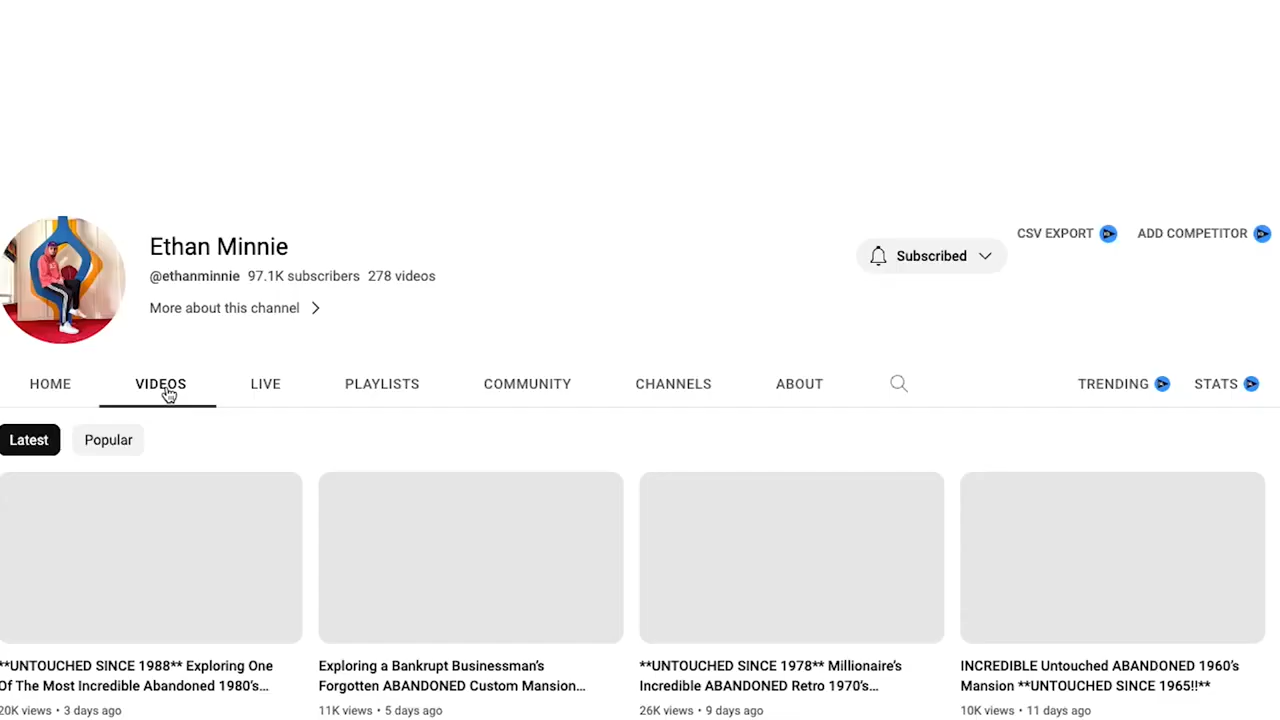 Ethan Minnie
@ethanminnie 97.1K subscribers 278 videos
More about this channel
Subscribed
CSV EXPORT
ADD COMPETITOR
HOME VIDEOS LIVE PLAYLISTS COMMUNITY CHANNELS ABOUT TRENDING STATS
Latest Popular
**UNTOUCHED SINCE 1988** Exploring One
Of The Most Incredible Abandoned 1980's...
20K views • 3 days ago
Exploring a Bankrupt Businessman's
Forgotten ABANDONED Custom Mansion...
11K views • 5 days ago
**UNTOUCHED SINCE 1978** Millionaire's
Incredible ABANDONED Retro 1970's...
26K views • 9 days ago
INCREDIBLE Untouched ABANDONED 1960's
Mansion **UNTOUCHED SINCE 1965!!**
10K views • 11 days ago